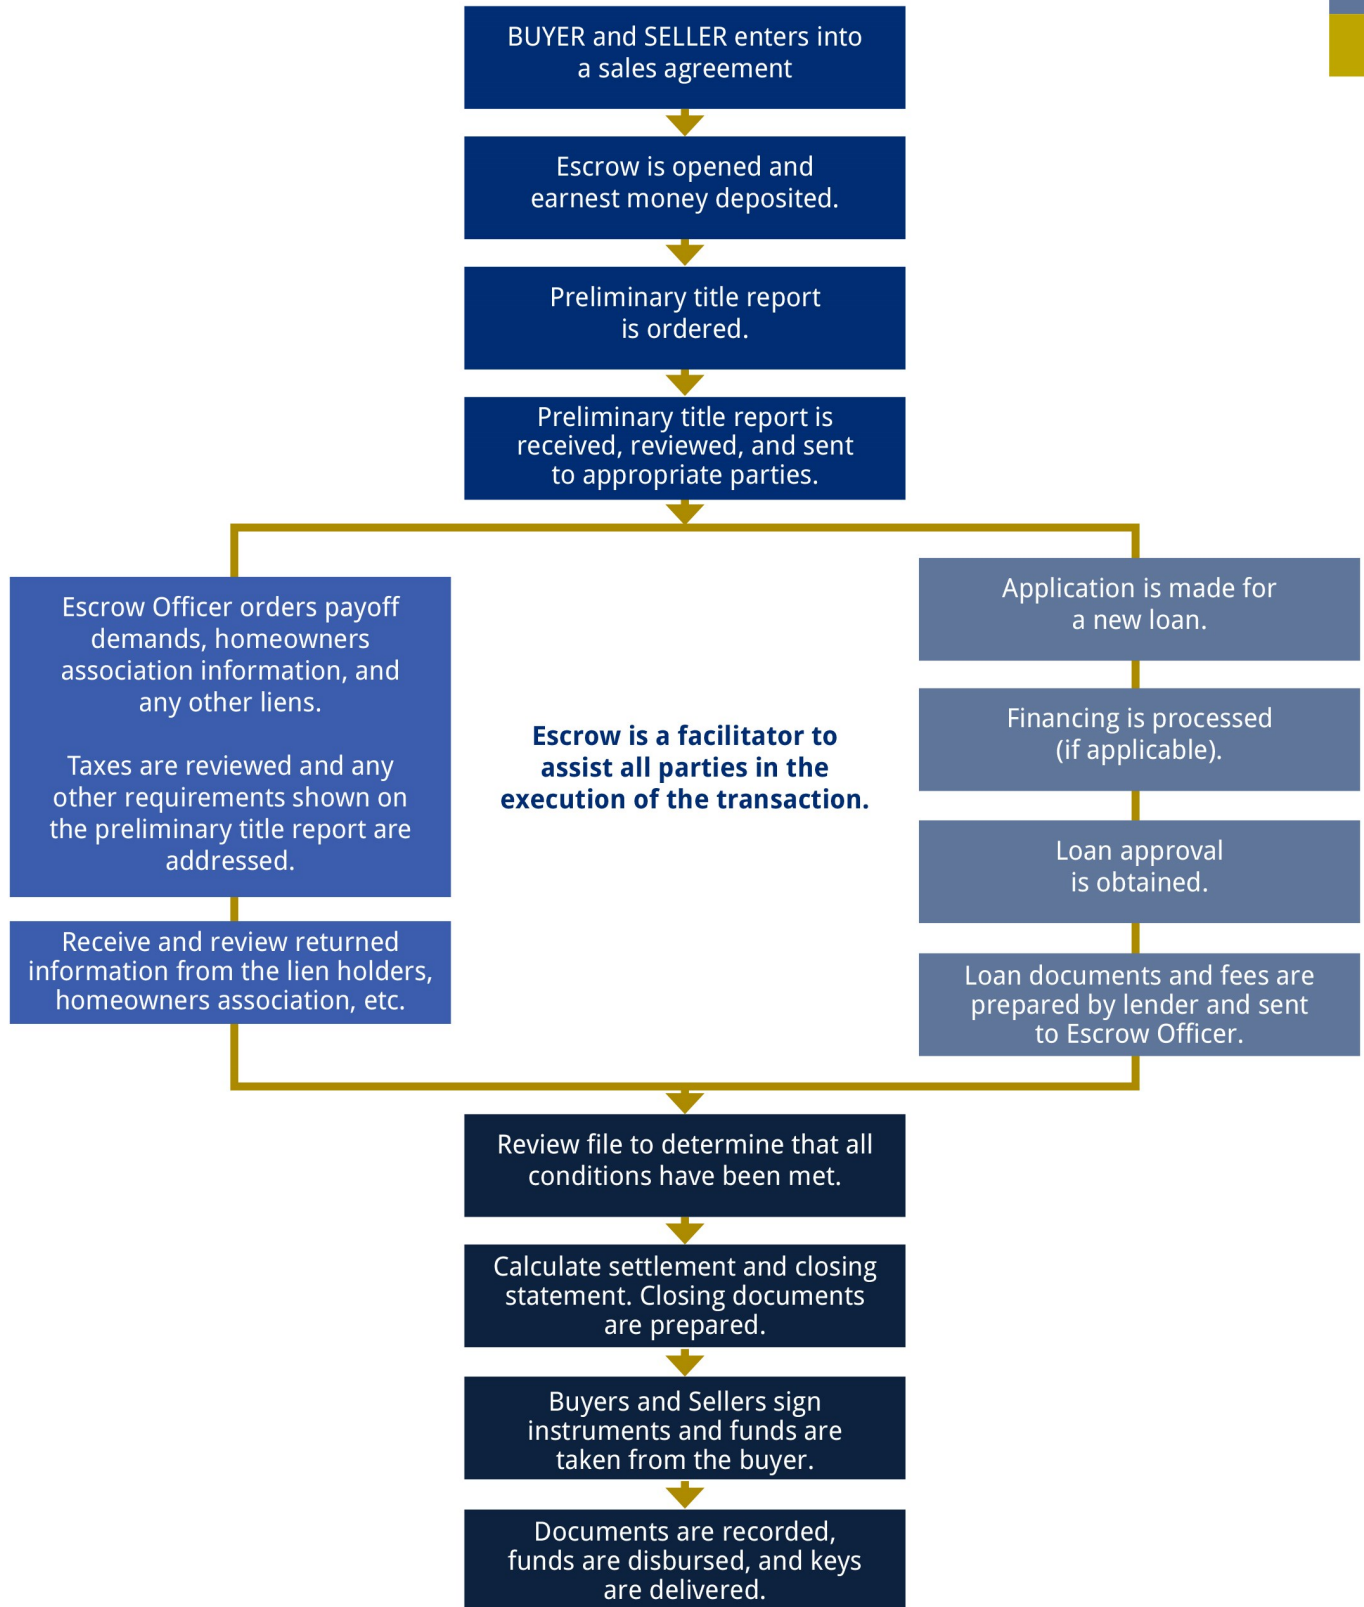 BUYER and SELLER enters into
a sales agreement
Escrow is opened and
earnest money deposited.
Preliminary title report
is ordered.
Preliminary title report is
received, reviewed, and sent
to appropriate parties.
Escrow Officer orders payoff
demands, homeowners
association information, and
any other liens.
Taxes are reviewed and any
other requirements shown on
the preliminary title report are
addressed.
Receive and review returned
information from the lien holders,
homeowners association, etc.
Escrow is a facilitator to
assist all parties in the
execution of the transaction.
Application is made for
a new loan.
Financing is processed
(if applicable).
Loan approval
is obtained.
Loan documents and fees are
prepared by lender and sent
to Escrow Officer.
Review file to determine that all
conditions have been met.
Calculate settlement and closing
statement. Closing documents
are prepared.
Buyers and Sellers sign
instruments and funds are
taken from the buyer.
Documents are recorded,
funds are disbursed, and keys
are delivered.